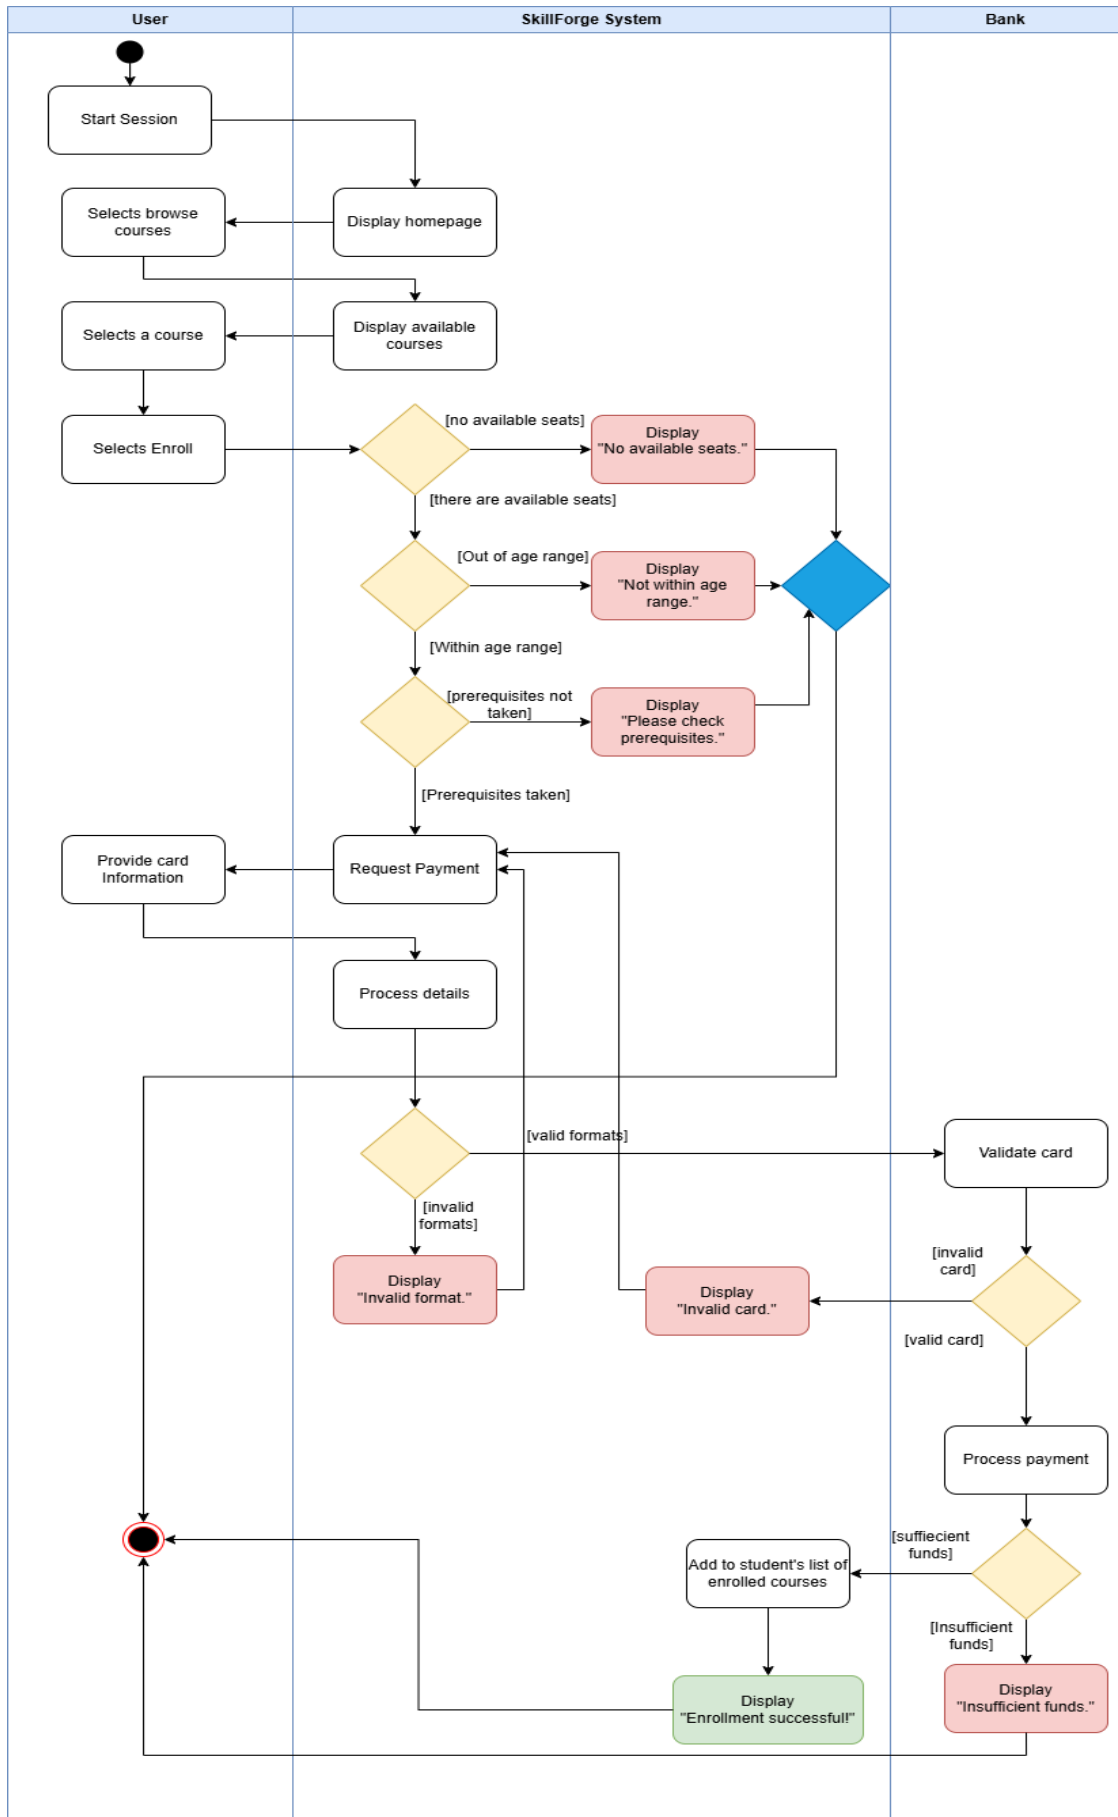 User
SkillForge System
Bank
Start Session
Selects browse
courses
Display homepage
Selects a course
Display available
courses
Selects Enroll
[no available seats]
Display
"No available seats."
[there are available seats]
[Out of age range]
Display
"Not within age
range."
[Within age range]
[prerequisites not
taken]
Display
"Please check
prerequisites."
[Prerequisites taken]
Provide card
Information
Request Payment
Process details
[valid formats]
Validate card
[invalid
formats]
Display
"Invalid format."
Display
"Invalid card."
[invalid
card]
[valid card]
Process payment
[suffiecient
funds]
Add to student's list of
enrolled courses
[Insufficient
funds]
Display
"Enrollment successful!"
Display
"Insufficient funds."